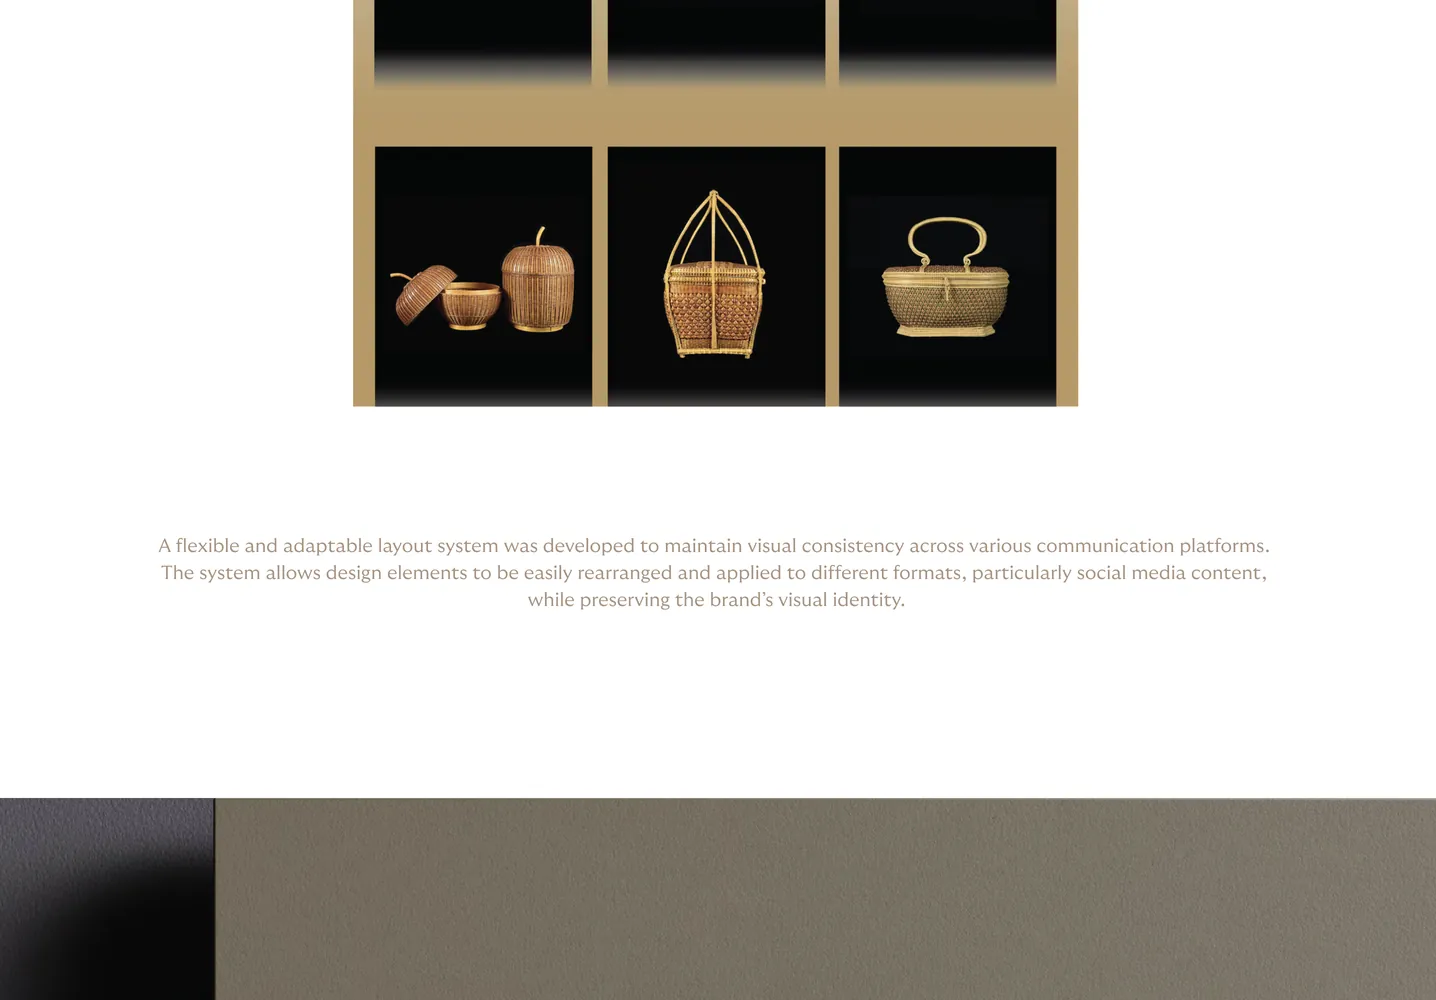 A flexible and adaptable layout system was developed to maintain visual consistency across various communication platforms.
The system allows design elements to be easily rearranged and applied to different formats, particularly social media content,
while preserving the brand’s visual identity.